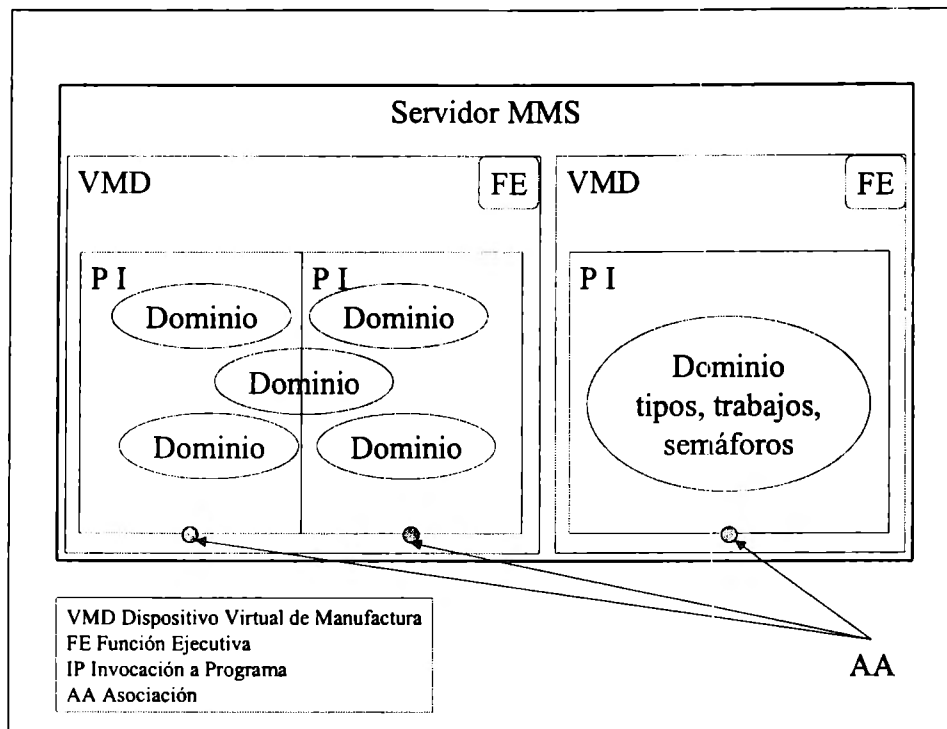 Servidor MMS
VMD
FE
P I
P I
Dominio
Dominio
Dominio
Dominio
Dominio
VMD
FE
P I
Dominio
tipos, trabajos,
semáforos
VMD Dispositivo Virtual de Manufactura
FE Función Ejecutiva
IP Invocación a Programa
AA Asociación
AA